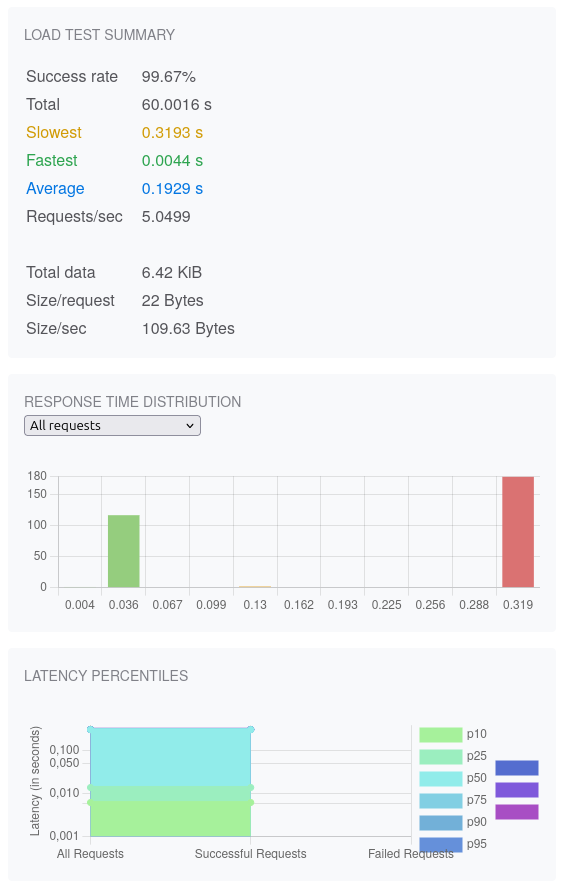 LOAD TEST SUMMARY
Success rate 99.67%
Total 60.0016 s
Slowest 0.3193 s
Fastest 0.0044 s
Average 0.1929 s
Requests/sec 5.0499
Total data 6.42 KiB
Size/request 22 Bytes
Size/sec 109.63 Bytes
RESPONSE TIME DISTRIBUTION
All requests
180
150
100
50
0
0.004 0.036 0.067 0.099 0.13 0.162 0.193 0.225 0.256 0.288 0.319
LATENCY PERCENTILES
Latency (in seconds)
0,100
0,050
0,010
0,001
All Requests Successful Requests Failed Requests
p10
p25
p50
p75
p90
p95